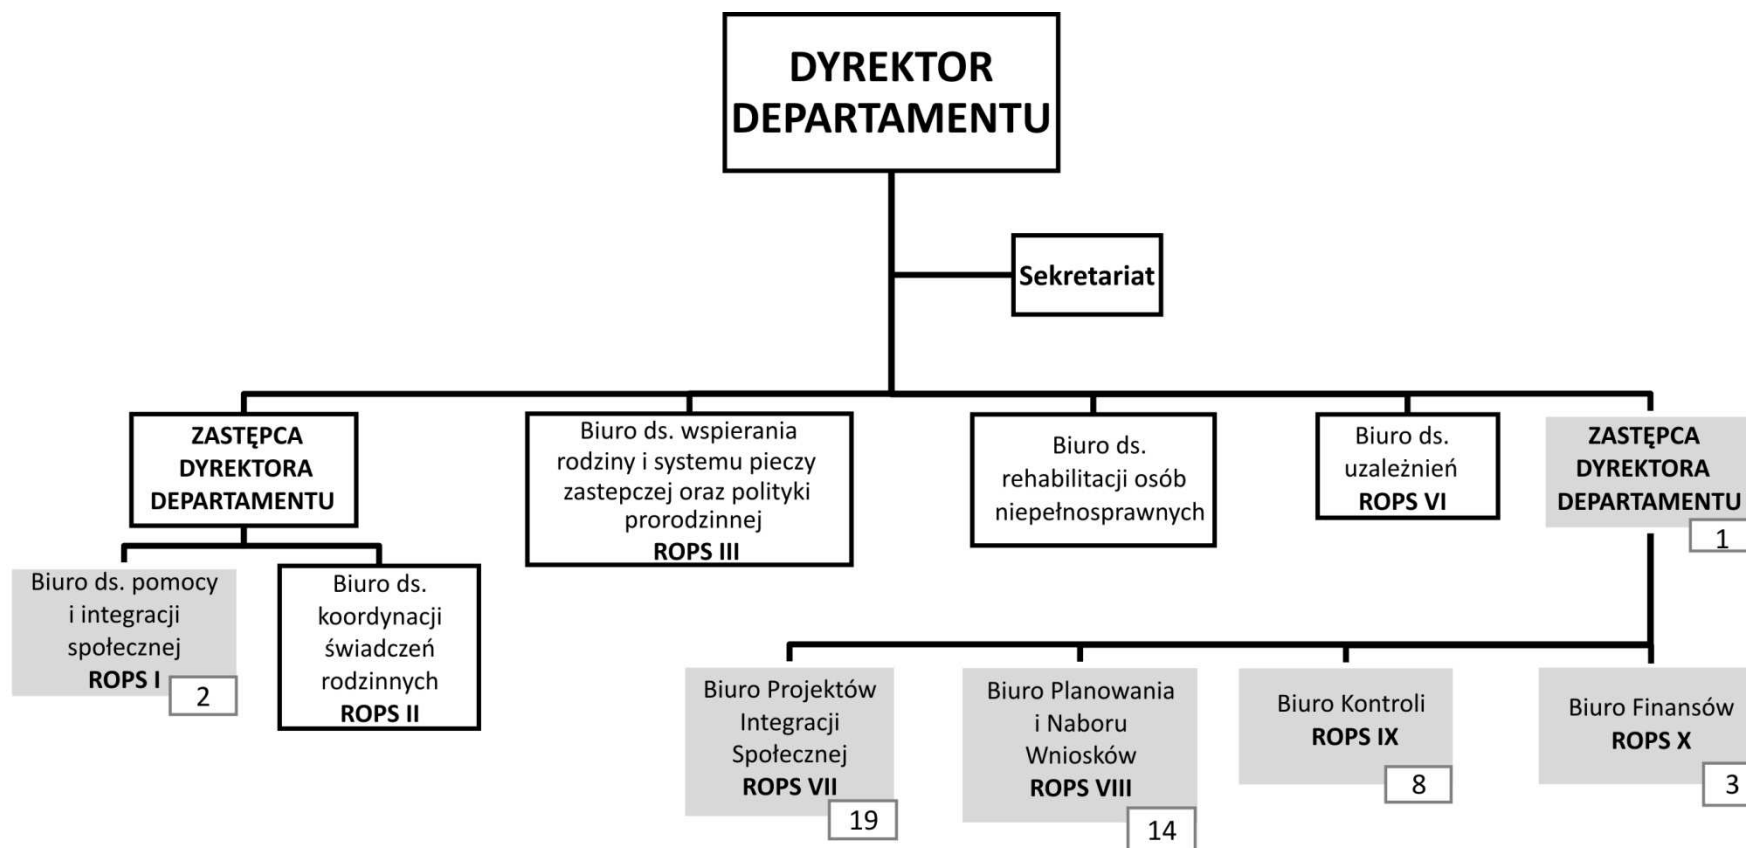 DYREKTOR
DEPARTAMENTU
Sekretariat
ZASTĘPCA
DYREKTORA
DEPARTAMENTU
Biuro ds. wspierania
rodziny i systemu pieczy
zastepczej oraz polityki
prorodzinnej
ROPS III
Biuro ds.
rehabilitacji osób
niepełnosprawnych
Biuro ds.
uzależnień
ROPS VI
ZASTĘPCA
DYREKTORA
DEPARTAMENTU
1
Biuro ds. pomocy
i integracji
społecznej
ROPS I
2
Biuro ds.
koordynacji
świadczeń
rodzinnych
ROPS II
Biuro Projektów
Integracji
Społecznej
ROPS VII
19
Biuro Planowania
i Naboru
Wniosków
ROPS VIII
14
Biuro Kontroli
ROPS IX
8
Biuro Finansów
ROPS X
3